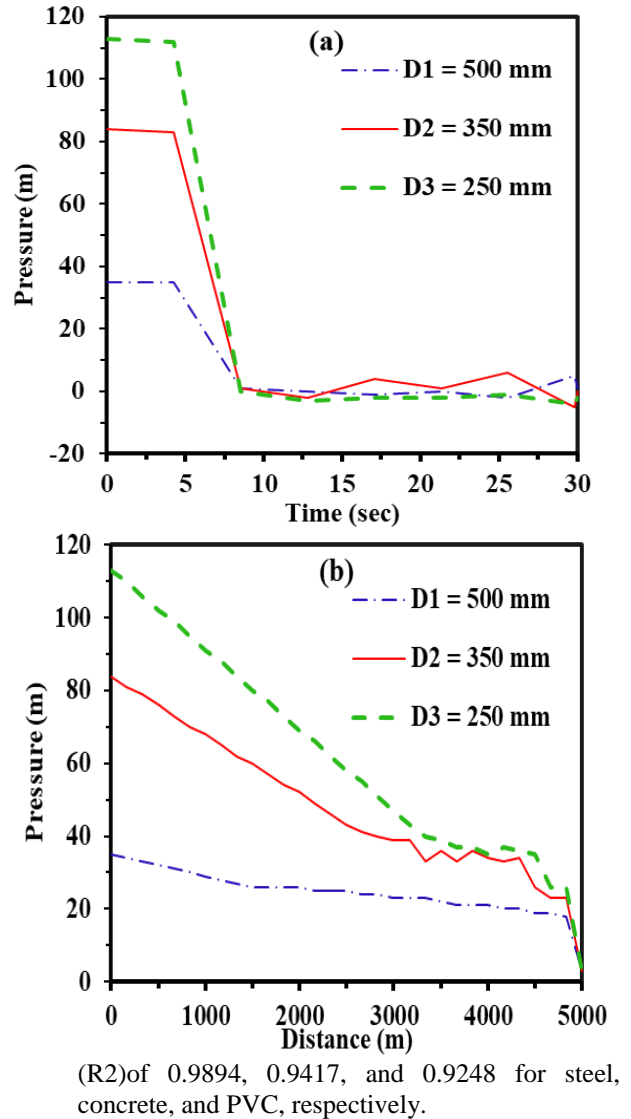 120
(a)
D1 = 500 mm
100
D2 = 350 mm
80
D3 = 250 mm
60
40
20
0
-20
Pressure (m)
0 5 10 15 20 25 30
Time (sec)
120
(b)
D1 = 500 mm
100
D2 = 350 mm
80
D3 = 250 mm
60
40
20
0
Pressure (m)
0 1000 2000 3000 4000 5000
Distance (m)
(R2)of 0.9894, 0.9417, and 0.9248 for steel,
concrete, and PVC, respectively.